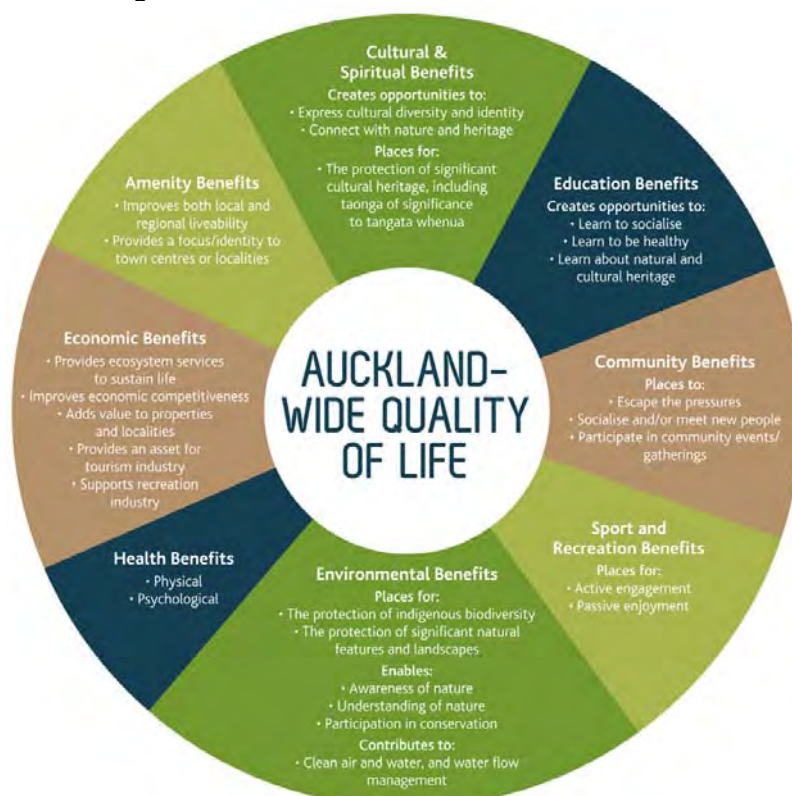 Cultural &
Spiritual Benefits
Creates opportunities to:
• Express cultural diversity and identity
• Connect with nature and heritage
Places for:
• The protection of significant
cultural heritage, including
taonga of significance
to tangata whenua
Education Benefits
Creates opportunities to:
• Learn to socialise
• Learn to be healthy
• Learn about natural and
cultural heritage
Community Benefits
Places to:
• Escape the pressures
• Socialise and/or meet new people
• Participate in community events/
gatherings
Sport and
Recreation Benefits
Places for:
• Active engagement
• Passive enjoyment
Environmental Benefits
Places for:
• The protection of indigenous biodiversity
• The protection of significant natural
features and landscapes
Enables:
• Awareness of nature
• Understanding of nature
• Participation in conservation
Contributes to:
• Clean air and water, and water flow
management
Health Benefits
• Physical
• Psychological
Economic Benefits
• Provides ecosystem services
to sustain life
• Improves economic competitiveness
• Adds value to properties
and localities
• Provides an asset for
tourism industry
• Supports recreation
industry
Amenity Benefits
• Improves both local and
regional liveability
• Provides a focus/identity to
town centres or localities
AUCKLAND-
WIDE QUALITY
OF LIFE